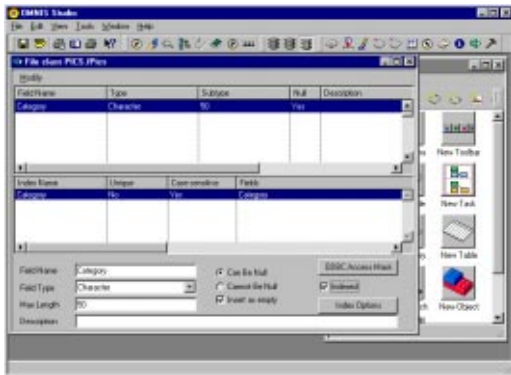 OMNIS Studio
File Edit View Tools Window Help
File class PICS /Pics
Modify
Field Name Type Subtype Null Description
Category Character 50 Yes
Index Name Unique Case sensitive Fields
Category No Yes Category
Field Name Category Can Be Null ODBC Access Mask
Field Type Character Cannot Be Null Indexed
Max Length 50 Insert as empty Index Options
Description
New Toolbar
New Task
New Table
New Object